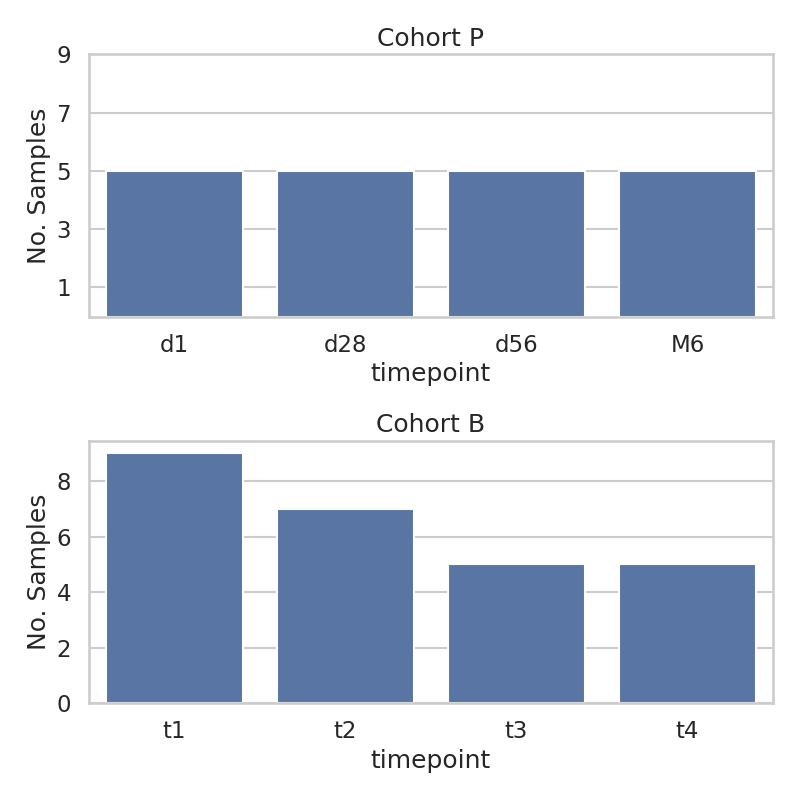 Cohort P
9
7
5
3
1
No. Samples
d1 d28 d56 M6
timepoint
Cohort B
8
6
4
2
0
No. Samples
t1 t2 t3 t4
timepoint